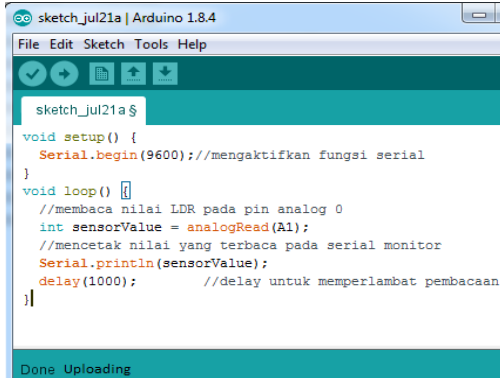 sketch_jul21a | Arduino 1.8.4
File Edit Sketch Tools Help
sketch_jul21a §
void setup() {
  Serial.begin(9600);//mengaktifkan fungsi serial
}
void loop() {
  //membaca nilai LDR pada pin analog 0
  int sensorValue = analogRead(A1);
  //mencetak nilai yang terbaca pada serial monitor
  Serial.println(sensorValue);
  delay(1000);        //delay untuk memperlambat pembacaan
}
Done Uploading